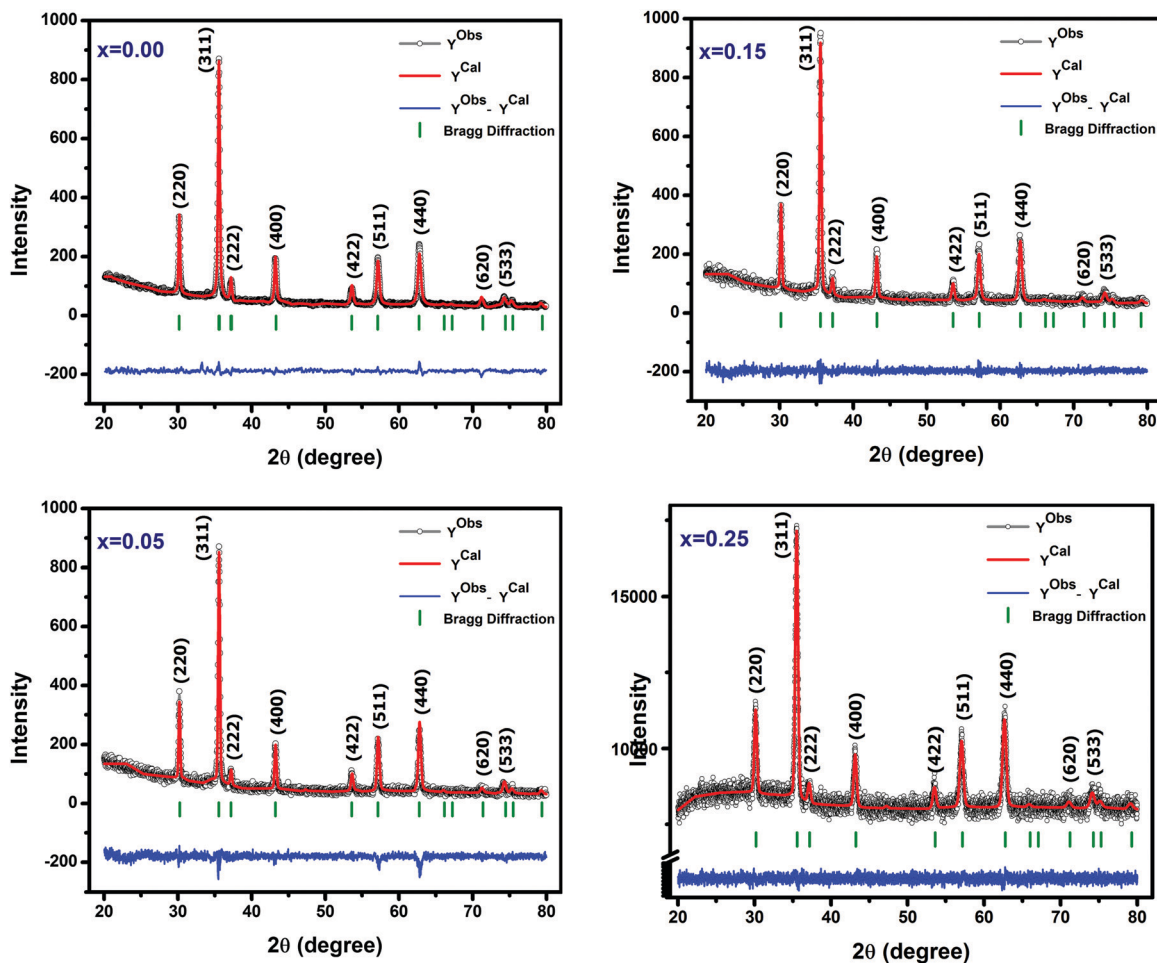 x=0.00
Y^Obs
Y^Cal
Y^Obs- Y^Cal
Bragg Diffraction
(220)
(311)
(222)
(400)
(422)
(511)
(440)
(620)
(533)
1000
800
600
400
200
0
-200
Intensity
20 30 40 50 60 70 80
2θ (degree)
x=0.15
Y^Obs
Y^Cal
Y^Obs- Y^Cal
Bragg Diffraction
(220)
(311)
(222)
(400)
(422)
(511)
(440)
(620)
(533)
1000
800
600
400
200
0
-200
Intensity
20 30 40 50 60 70 80
2θ (degree)
x=0.05
Y^Obs
Y^Cal
Y^Obs- Y^Cal
Bragg Diffraction
(220)
(311)
(222)
(400)
(422)
(511)
(440)
(620)
(533)
1000
800
600
400
200
0
-200
Intensity
20 30 40 50 60 70 80
2θ (degree)
x=0.25
Y^Obs
Y^Cal
Y^Obs- Y^Cal
Bragg Diffraction
(220)
(311)
(222)
(400)
(422)
(511)
(440)
(620)
(533)
15000
10000
Intensity
20 30 40 50 60 70 80
2θ (degree)